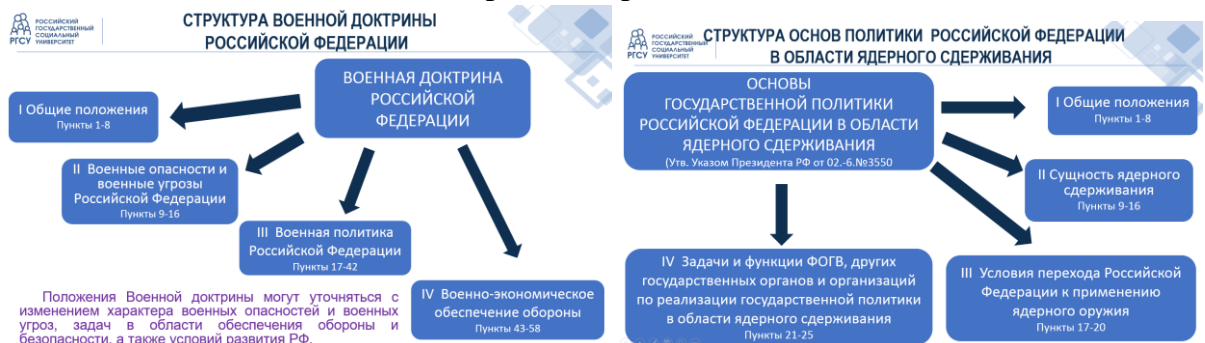 РОССИЙСКИЙ
ГОСУДАРСТВЕННЫЙ
СОЦИАЛЬНЫЙ
РГСУ УНИВЕРСИТЕТ
СТРУКТУРА ВОЕННОЙ ДОКТРИНЫ
РОССИЙСКОЙ ФЕДЕРАЦИИ
ВОЕННАЯ ДОКТРИНА
РОССИЙСКОЙ
ФЕДЕРАЦИИ
I Общие положения
Пункты 1-8
II Военные опасности и
военные угрозы
Российской Федерации
Пункты 9-16
III Военная политика
Российской Федерации
Пункты 17-42
IV Военно-экономическое
обеспечение обороны
Пункты 43-58
Положения Военной доктрины могут уточняться с
изменением характера военных опасностей и военных
угроз, задач в области обеспечения обороны и
безопасности, а также условий развития РФ.
РОССИЙСКИЙ
ГОСУДАРСТВЕННЫЙ
СОЦИАЛЬНЫЙ
РГСУ УНИВЕРСИТЕТ
СТРУКТУРА ОСНОВ ПОЛИТИКИ РОССИЙСКОЙ ФЕДЕРАЦИИ
В ОБЛАСТИ ЯДЕРНОГО СДЕРЖИВАНИЯ
ОСНОВЫ
ГОСУДАРСТВЕННОЙ ПОЛИТИКИ
РОССИЙСКОЙ ФЕДЕРАЦИИ В ОБЛАСТИ
ЯДЕРНОГО СДЕРЖИВАНИЯ
(Утв. Указом Президента РФ от 02.-6.№3550
I Общие положения
Пункты 1-8
II Сущность ядерного
сдерживания
Пункты 9-16
III Условия перехода Российской
Федерации к применению
ядерного оружия
Пункты 17-20
IV Задачи и функции ФОГВ, других
государственных органов и организаций
по реализации государственной политики
в области ядерного сдерживания
Пункты 21-25